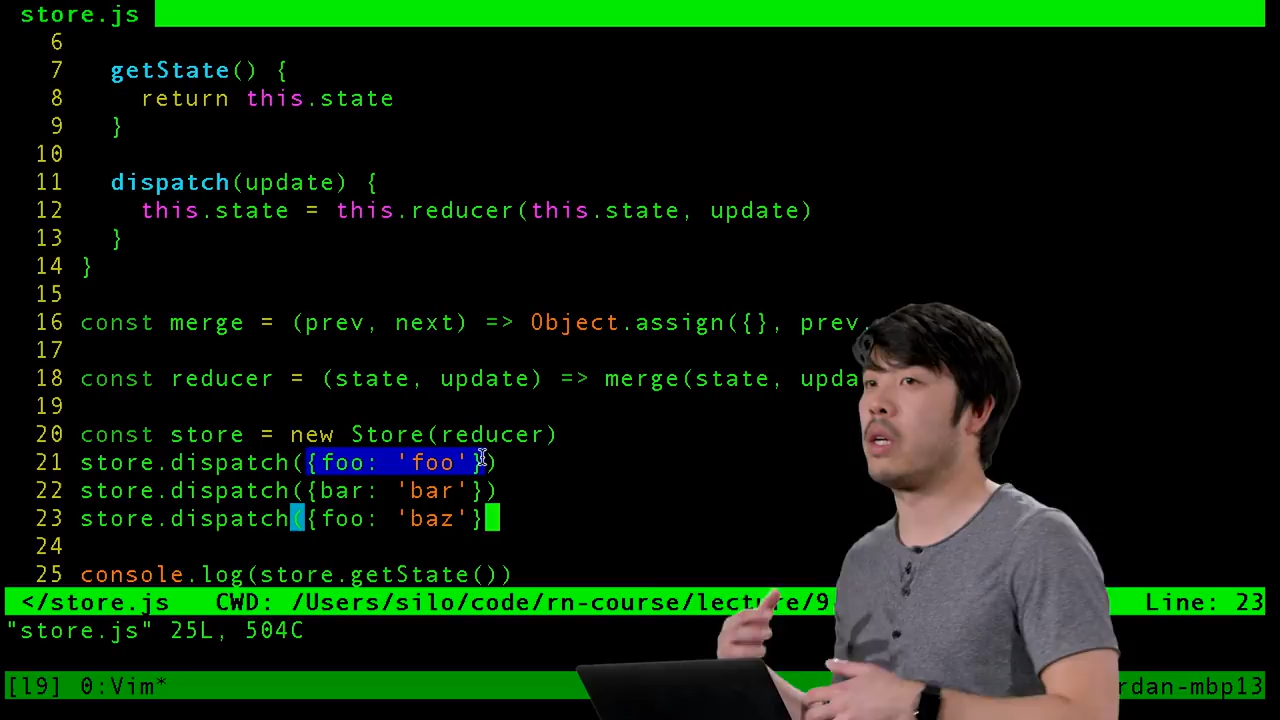 store.js
6
7 getState() {
8 return this.state
9 }
10
11 dispatch(update) {
12 this.state = this.reducer(this.state, update)
13 }
14 }
15
16 const merge = (prev, next) => Object.assign({}, prev,
17
18 const reducer = (state, update) => merge(state, upda
19
20 const store = new Store(reducer)
21 store.dispatch({foo: 'foo'})
22 store.dispatch({bar: 'bar'})
23 store.dispatch({foo: 'baz'})
24
25 console.log(store.getState())
</store.js CWD: /Users/silo/code/rn-course/lecture/9 Line: 23
"store.js" 25L, 504C
[l9] 0:Vim* rdan-mbp13